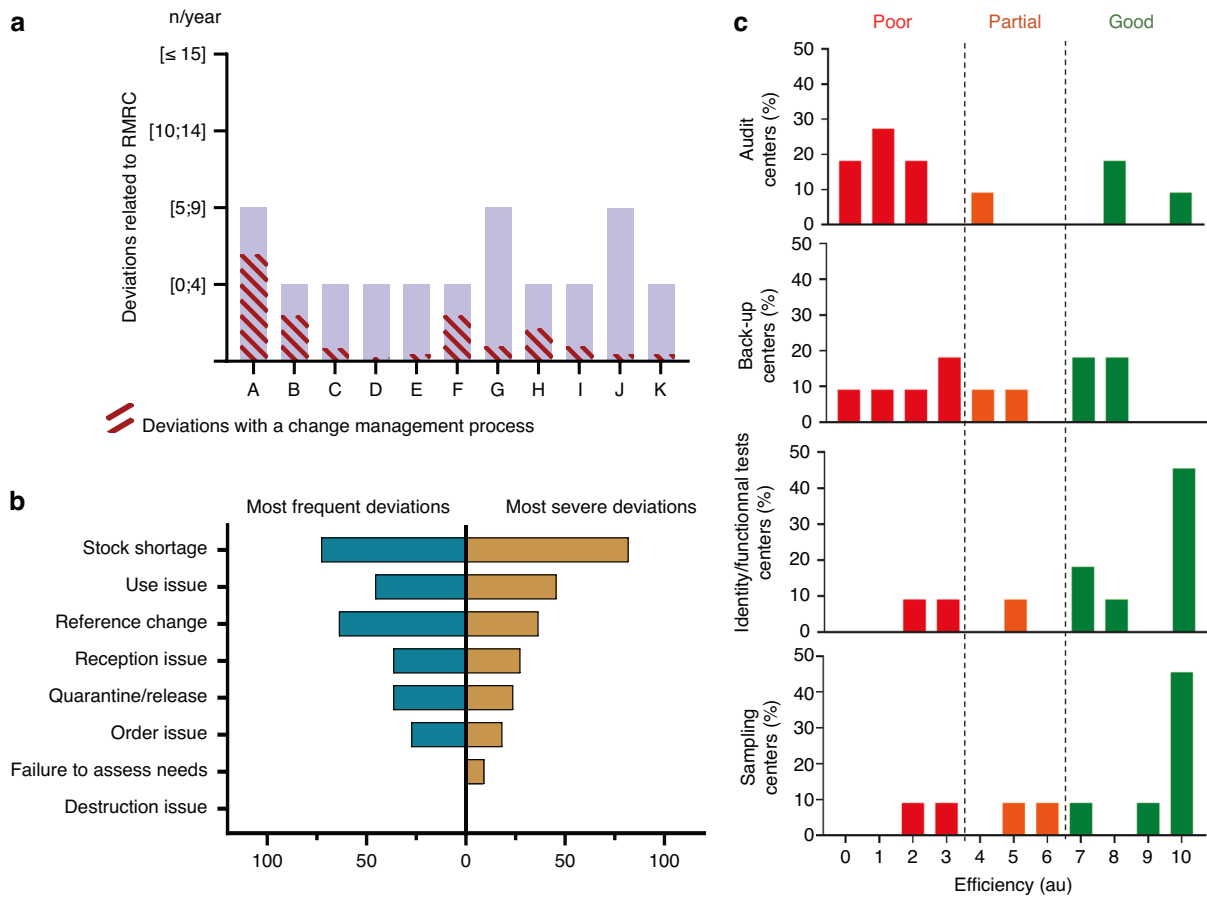 a
n/year
Deviations related to RMRC
[≤ 15]
[10;14]
[5;9]
[0;4]
A B C D E F G H I J K
Deviations with a change management process
b
Most frequent deviations Most severe deviations
Stock shortage
Use issue
Reference change
Reception issue
Quarantine/release
Order issue
Failure to assess needs
Destruction issue
100 50 0 50 100
c
Poor Partial Good
Audit
centers (%)
50
40
30
20
10
0
Back-up
centers (%)
50
40
30
20
10
0
Identity/functionnal tests
centers (%)
50
40
30
20
10
0
Sampling
centers (%)
50
40
30
20
10
0
0 1 2 3 4 5 6 7 8 9 10
Efficiency (au)